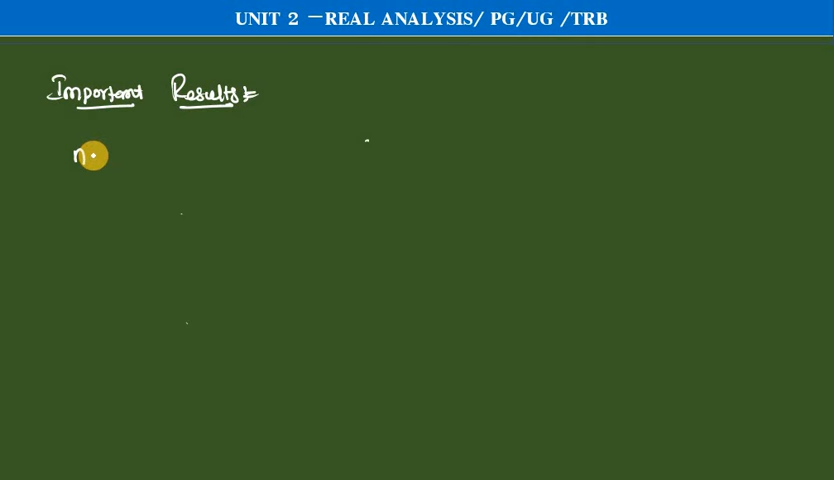 UNIT 2 —REAL ANALYSIS/ PG/UG /TRB
Important Results:
n